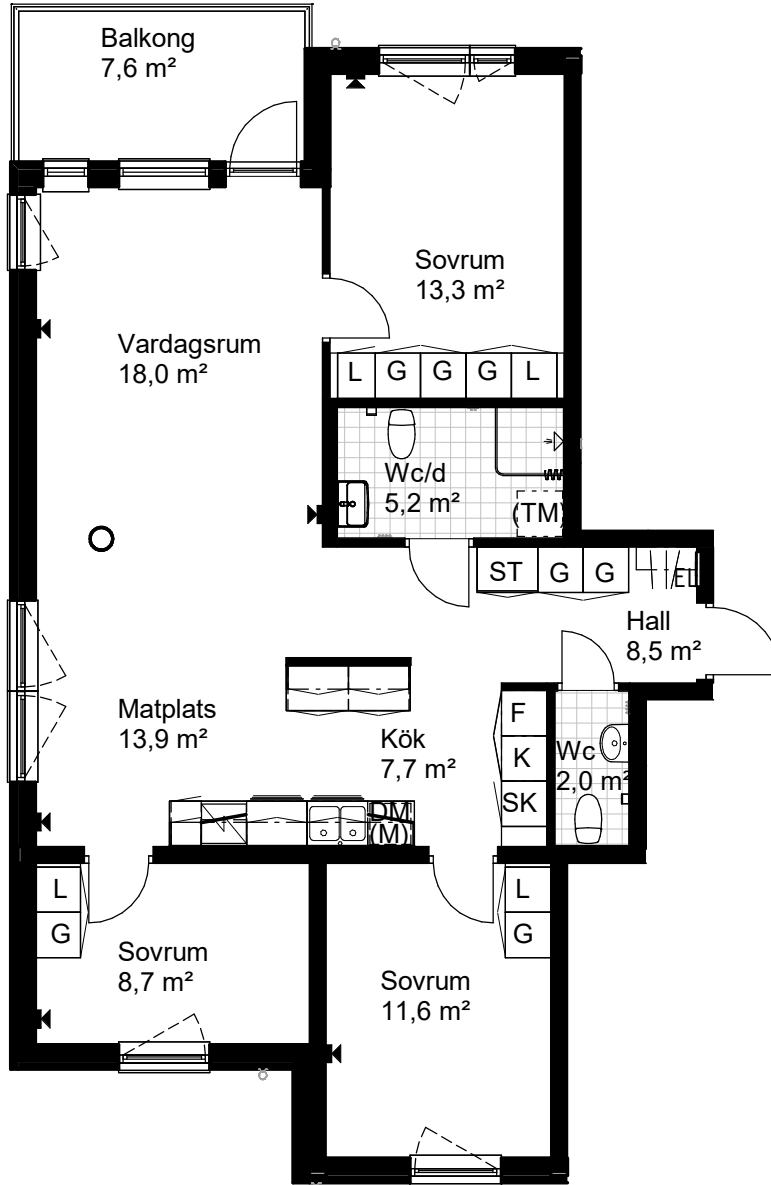 Balkong
7,6 m²
Sovrum
13,3 m²
Vardagsrum
18,0 m²
L G G G L
Wc/d
5,2 m²
(TM)
ST G G
EL
Hall
8,5 m²
Matplats
13,9 m²
Kök
7,7 m²
F
K
SK
Wc
2,0 m²
DM
(M)
L
G
Sovrum
8,7 m²
L
G
Sovrum
11,6 m²